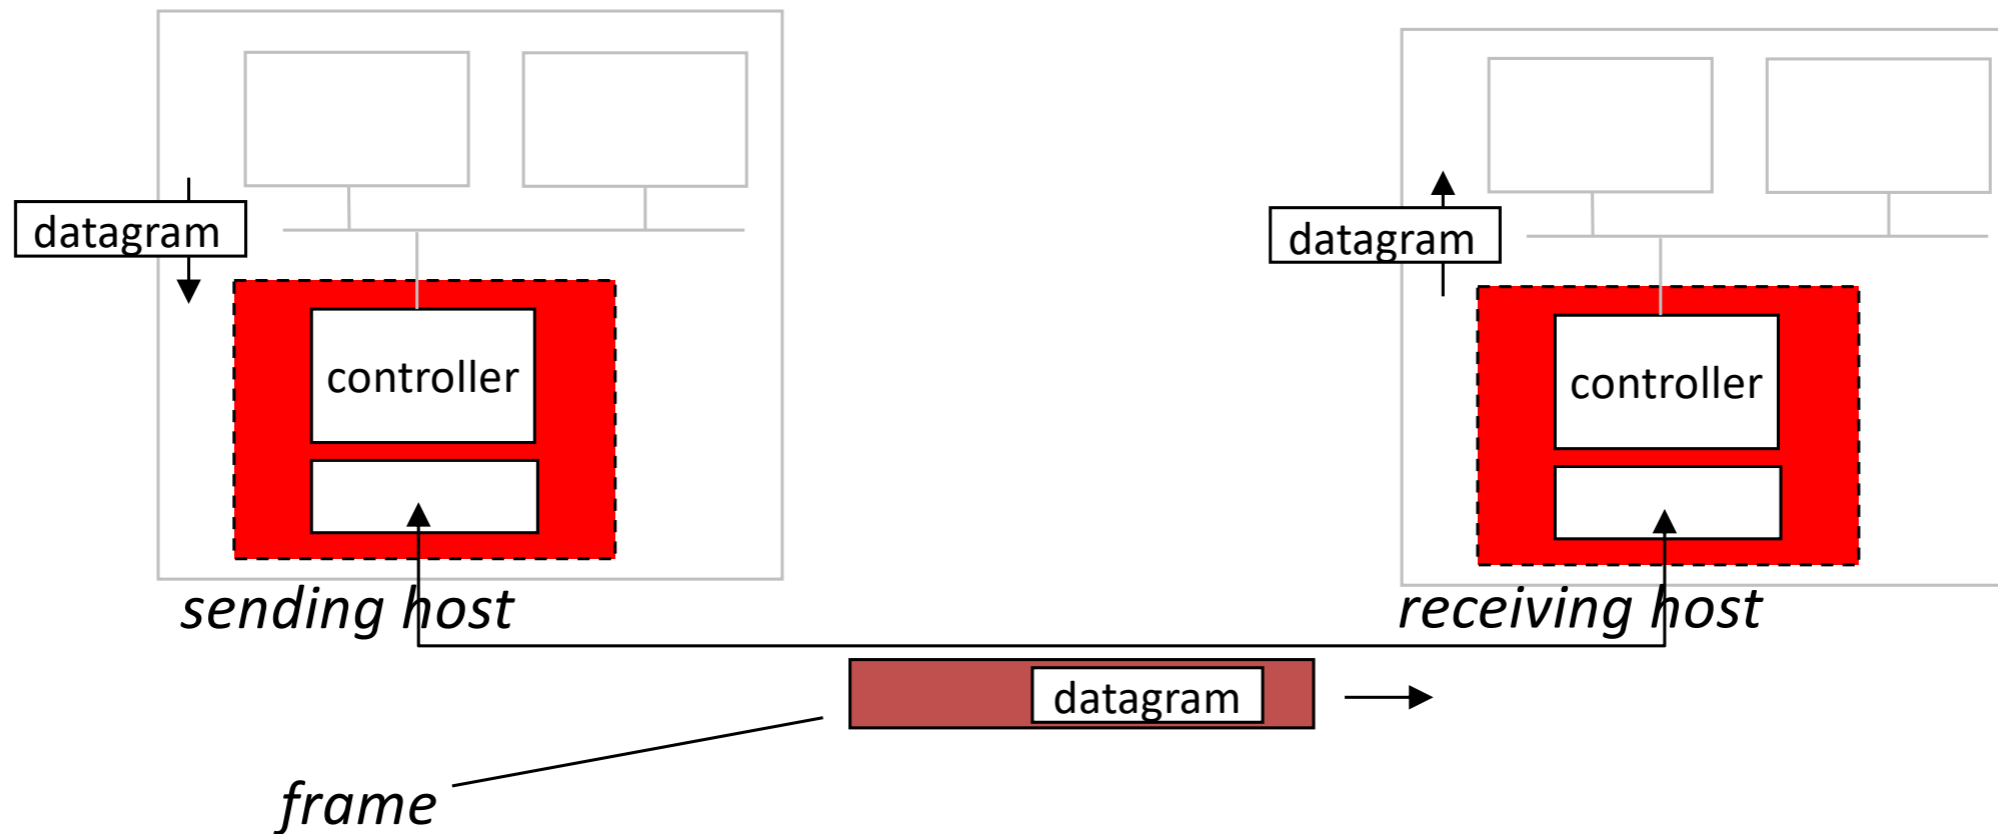 datagram
datagram
controller
controller
sending host
receiving host
datagram
frame